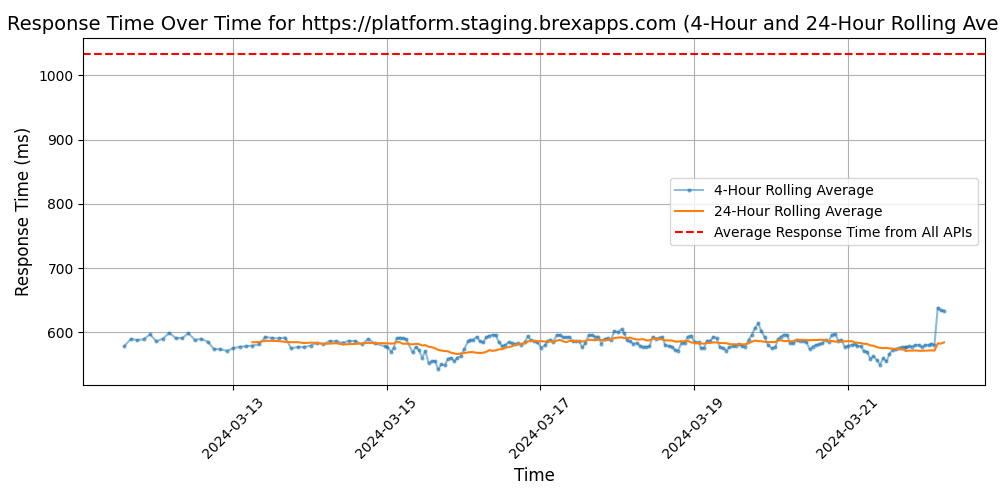 Response Time Over Time for https://platform.staging.brexapps.com (4-Hour and 24-Hour Rolling Ave
Response Time (ms)
1000
900
800
700
600
4-Hour Rolling Average
24-Hour Rolling Average
Average Response Time from All APIs
2024-03-13
2024-03-15
2024-03-17
2024-03-19
2024-03-21
Time